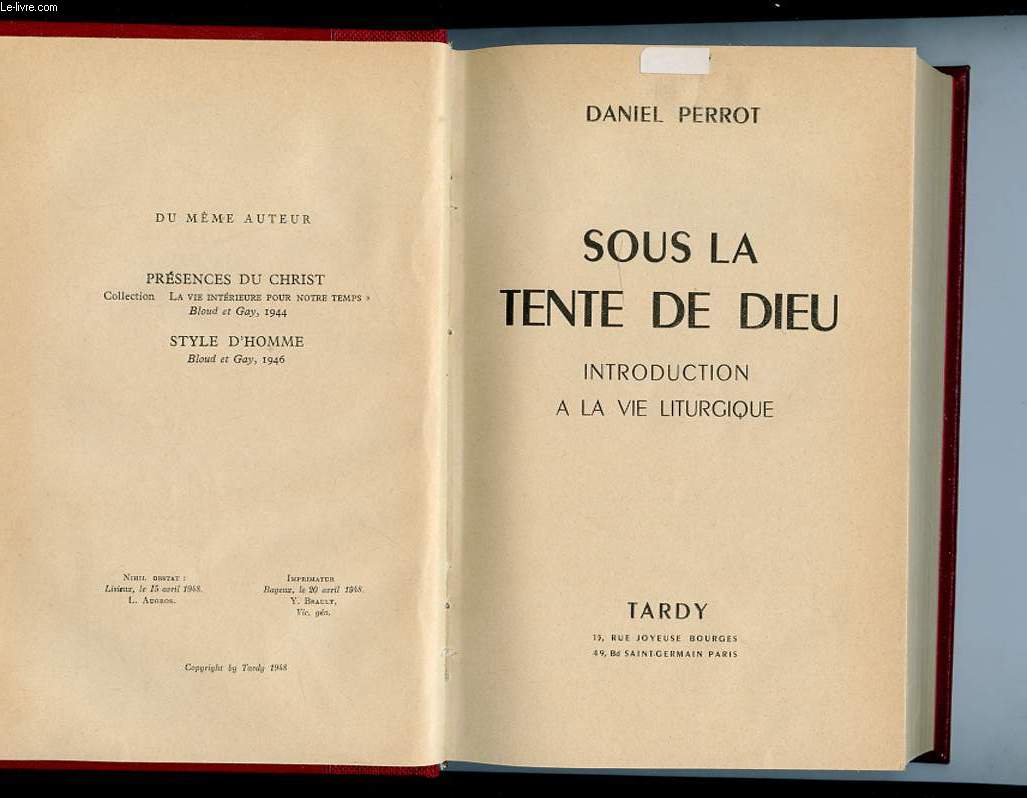 Le-livre.com
DU MÊME AUTEUR
PRÉSENCES DU CHRIST
Collection LA VIE INTÉRIEURE POUR NOTRE TEMPS »
Bloud et Gay, 1944
STYLE D'HOMME
Bloud et Gay, 1946
NIHIL OBSTAT :
Lisieux, le 15 avril 1948.
L. AUGROS.
IMPRIMATUR
Bayeux, le 20 avril 1948.
Y. BRAULT,
Vic. gén.
Copyright by Tardy 1948
DANIEL PERROT
SOUS LA
TENTE DE DIEU
INTRODUCTION
A LA VIE LITURGIQUE
TARDY
15, RUE JOYEUSE BOURGES
49, Bd SAINT-GERMAIN PARIS